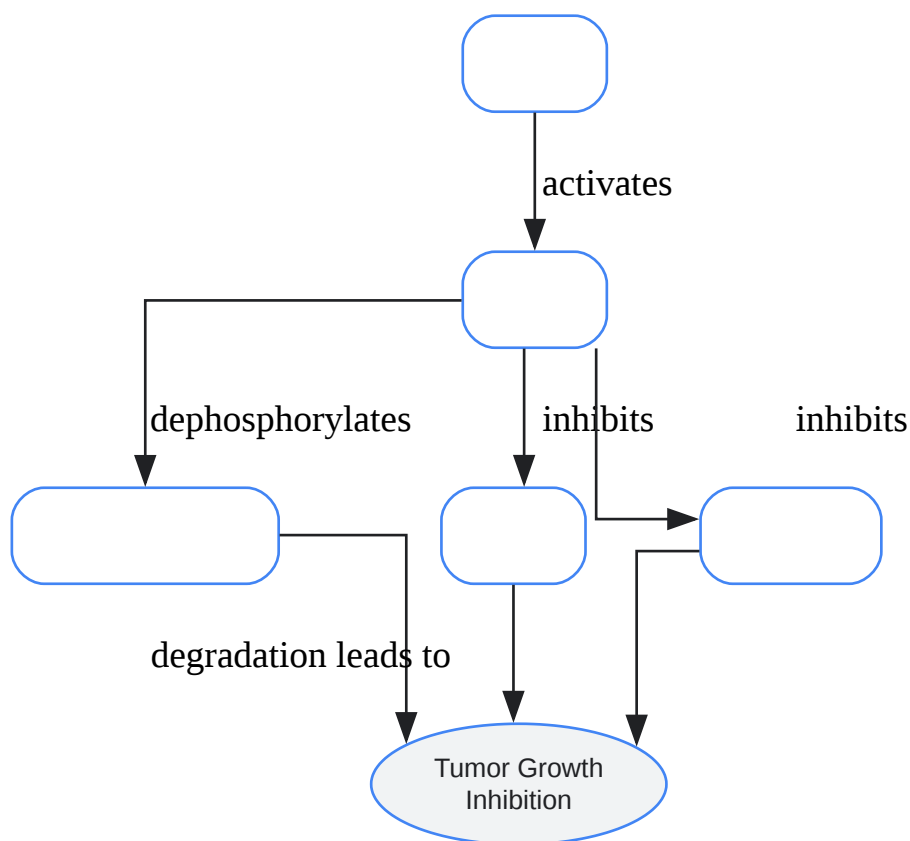 activates
dephosphorylates
inhibits
inhibits
degradation leads to
Tumor Growth
Inhibition